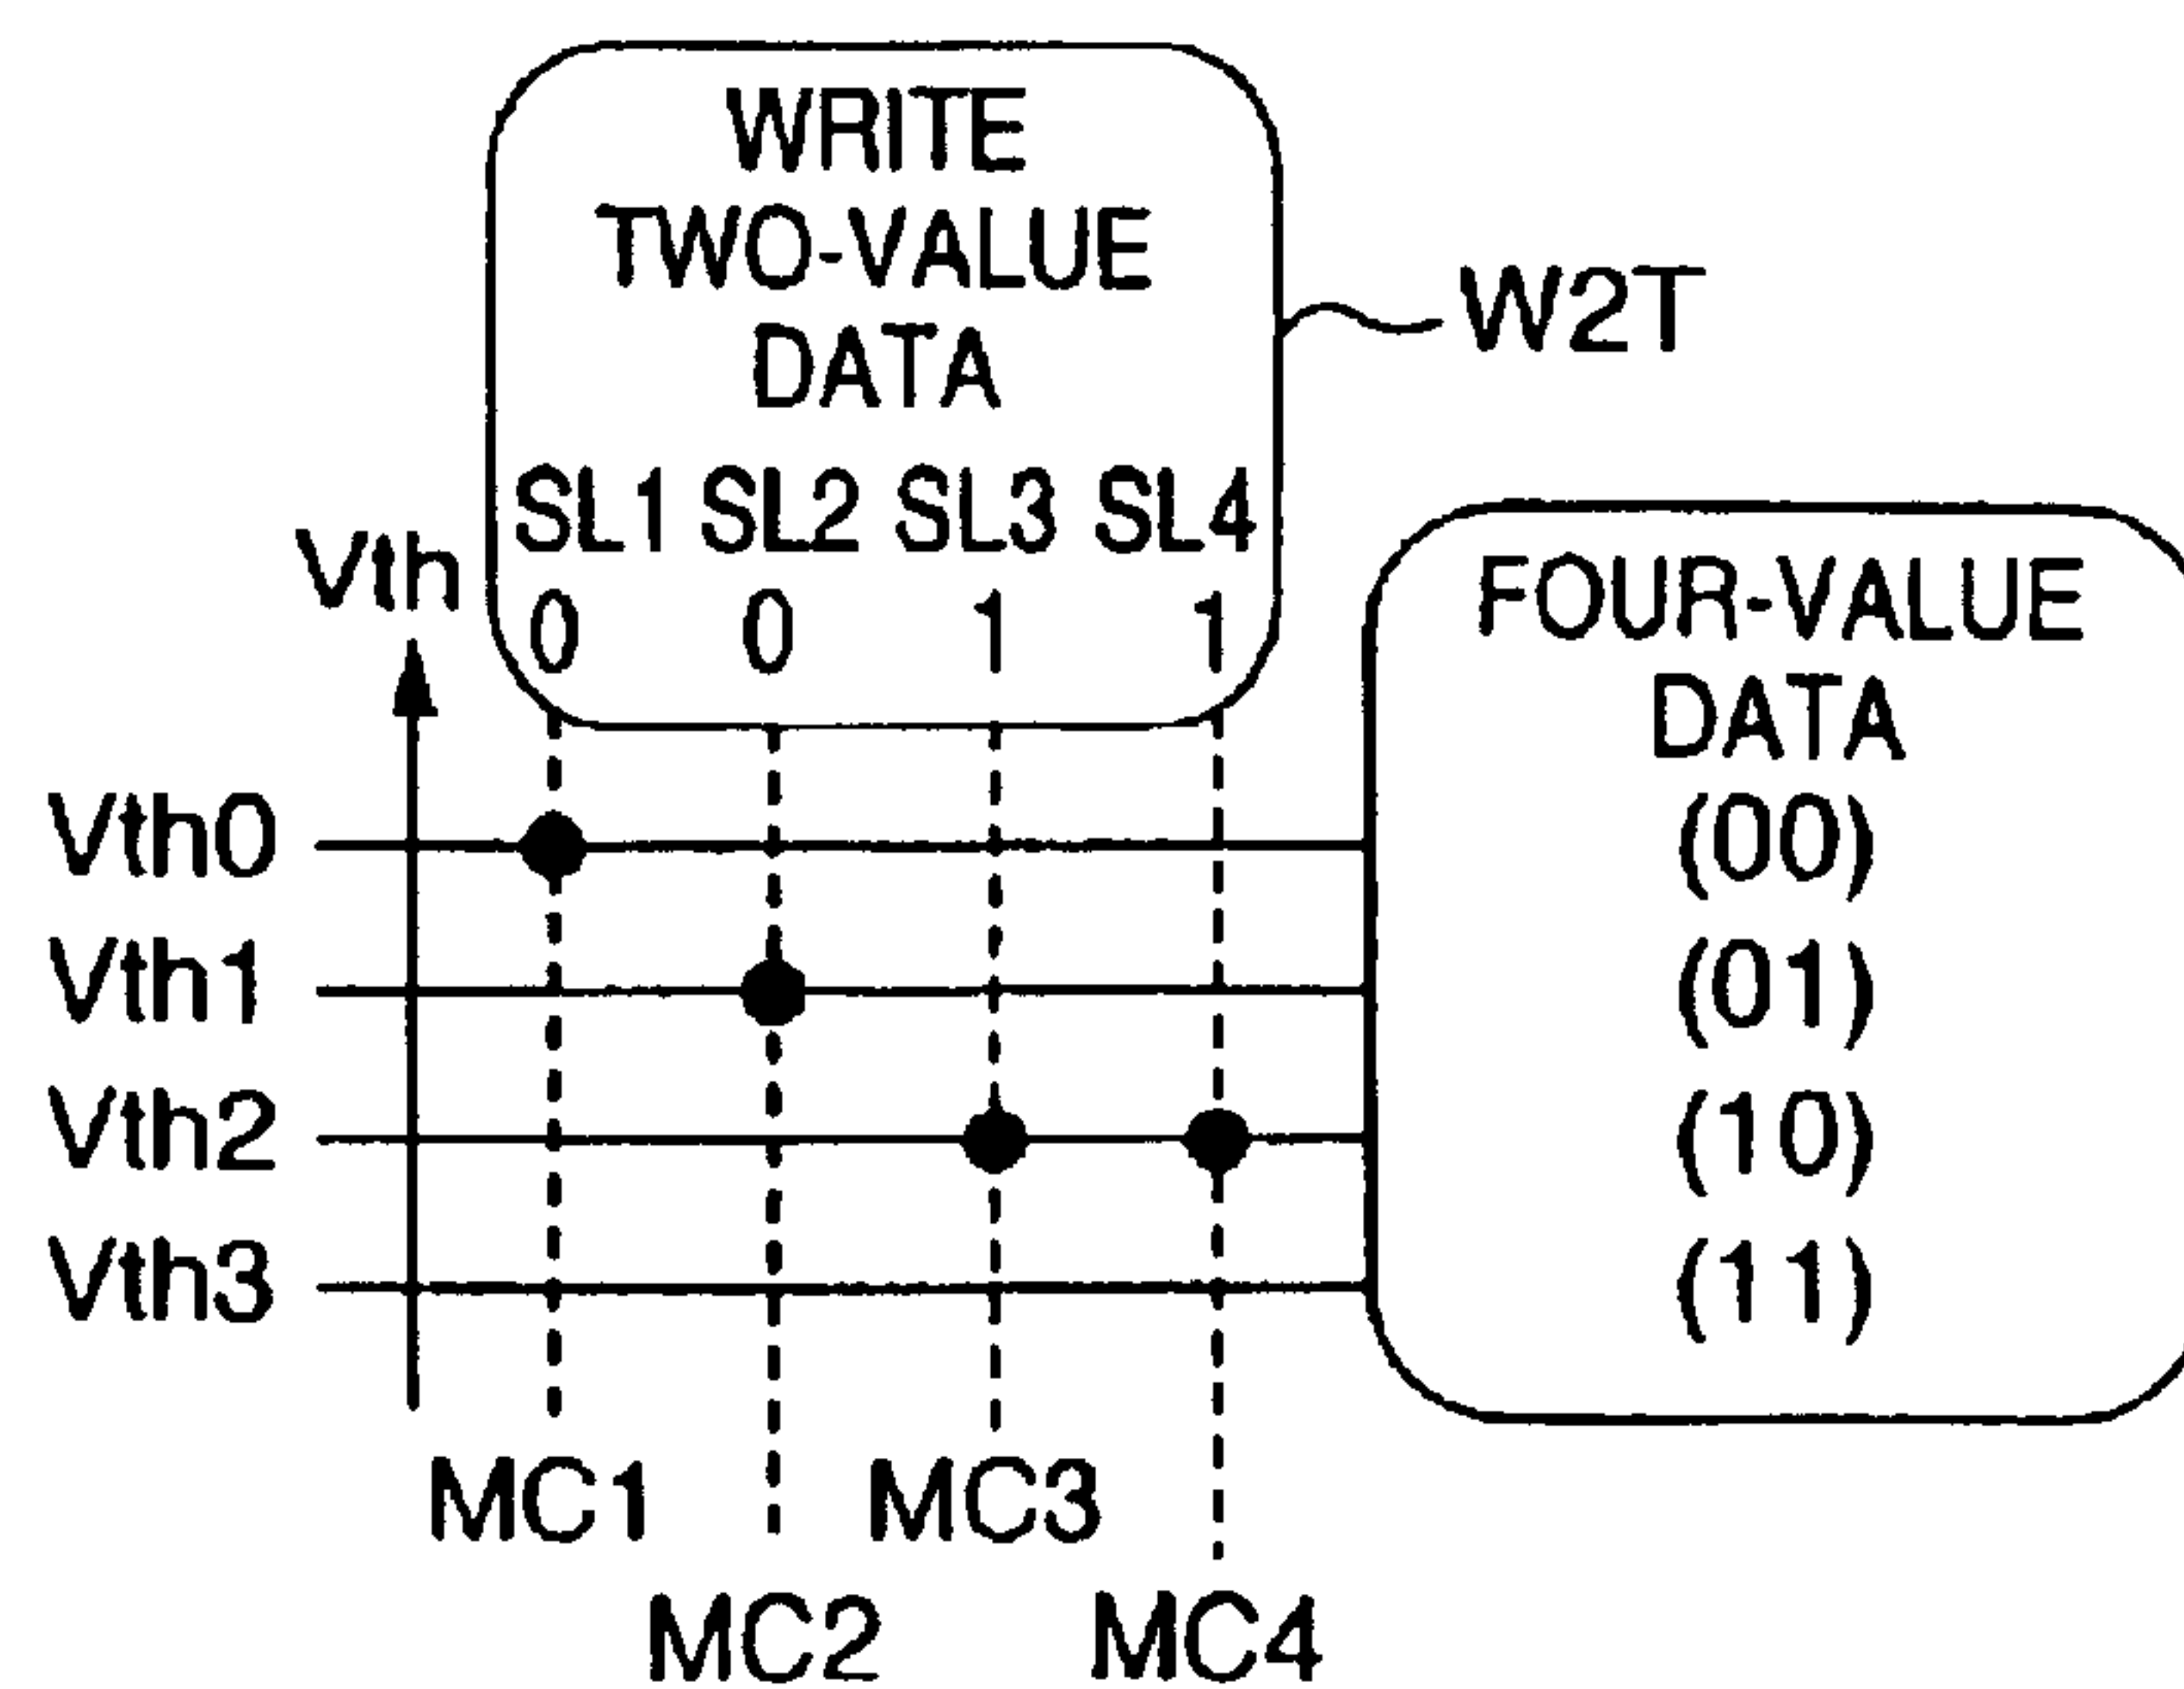 WRITE
TWO-VALUE
DATA
W2T
SL1 SL2 SL3 SL4
0 0 1 1
Vth
FOUR-VALUE
DATA
Vth0 (00)
Vth1 (01)
Vth2 (10)
Vth3 (11)
MC1 MC3
MC2 MC4